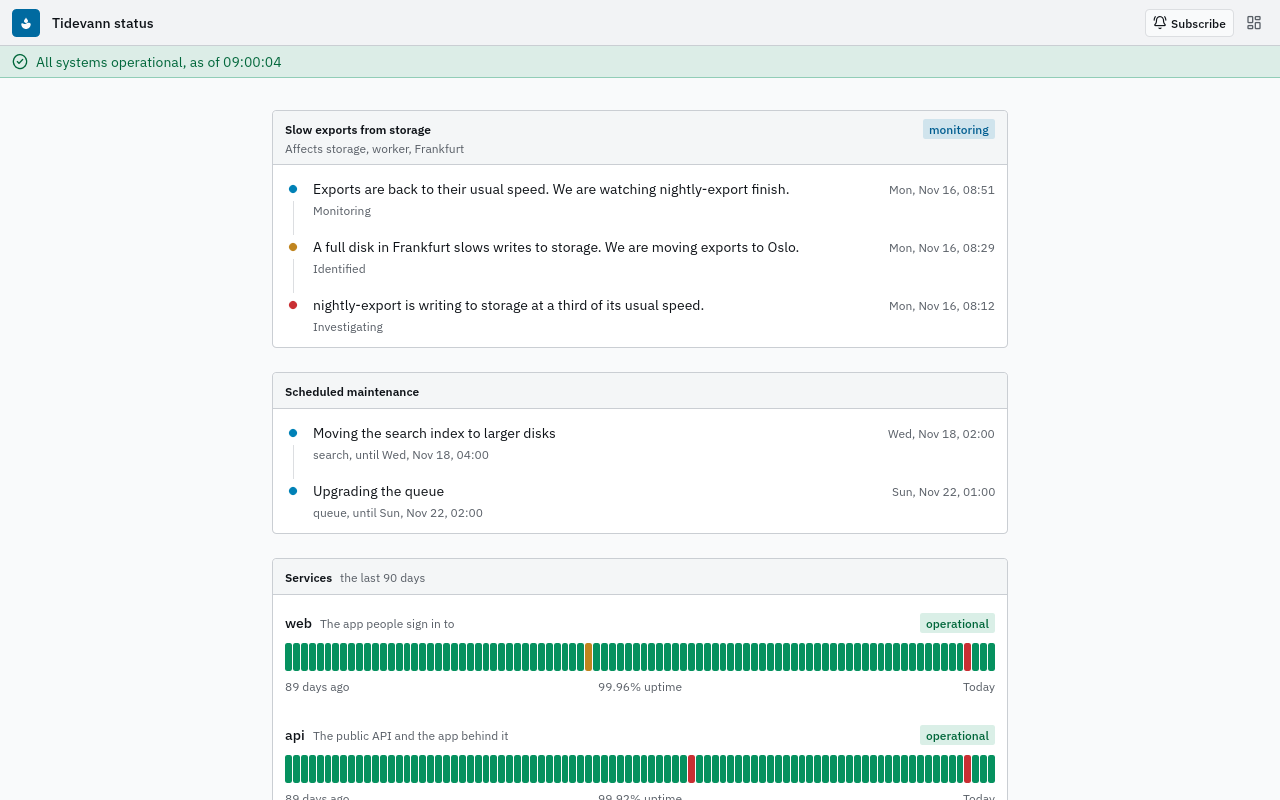 Tidevann status
Subscribe
All systems operational, as of 09:00:04
Slow exports from storage
monitoring
Affects storage, worker, Frankfurt
Exports are back to their usual speed. We are watching nightly-export finish.
Mon, Nov 16, 08:51
Monitoring
A full disk in Frankfurt slows writes to storage. We are moving exports to Oslo.
Mon, Nov 16, 08:29
Identified
nightly-export is writing to storage at a third of its usual speed.
Mon, Nov 16, 08:12
Investigating
Scheduled maintenance
Moving the search index to larger disks
Wed, Nov 18, 02:00
search, until Wed, Nov 18, 04:00
Upgrading the queue
Sun, Nov 22, 01:00
queue, until Sun, Nov 22, 02:00
Services the last 90 days
web The app people sign in to
operational
89 days ago
99.96% uptime
Today
api The public API and the app behind it
operational
89 days ago
99.92% uptime
Today